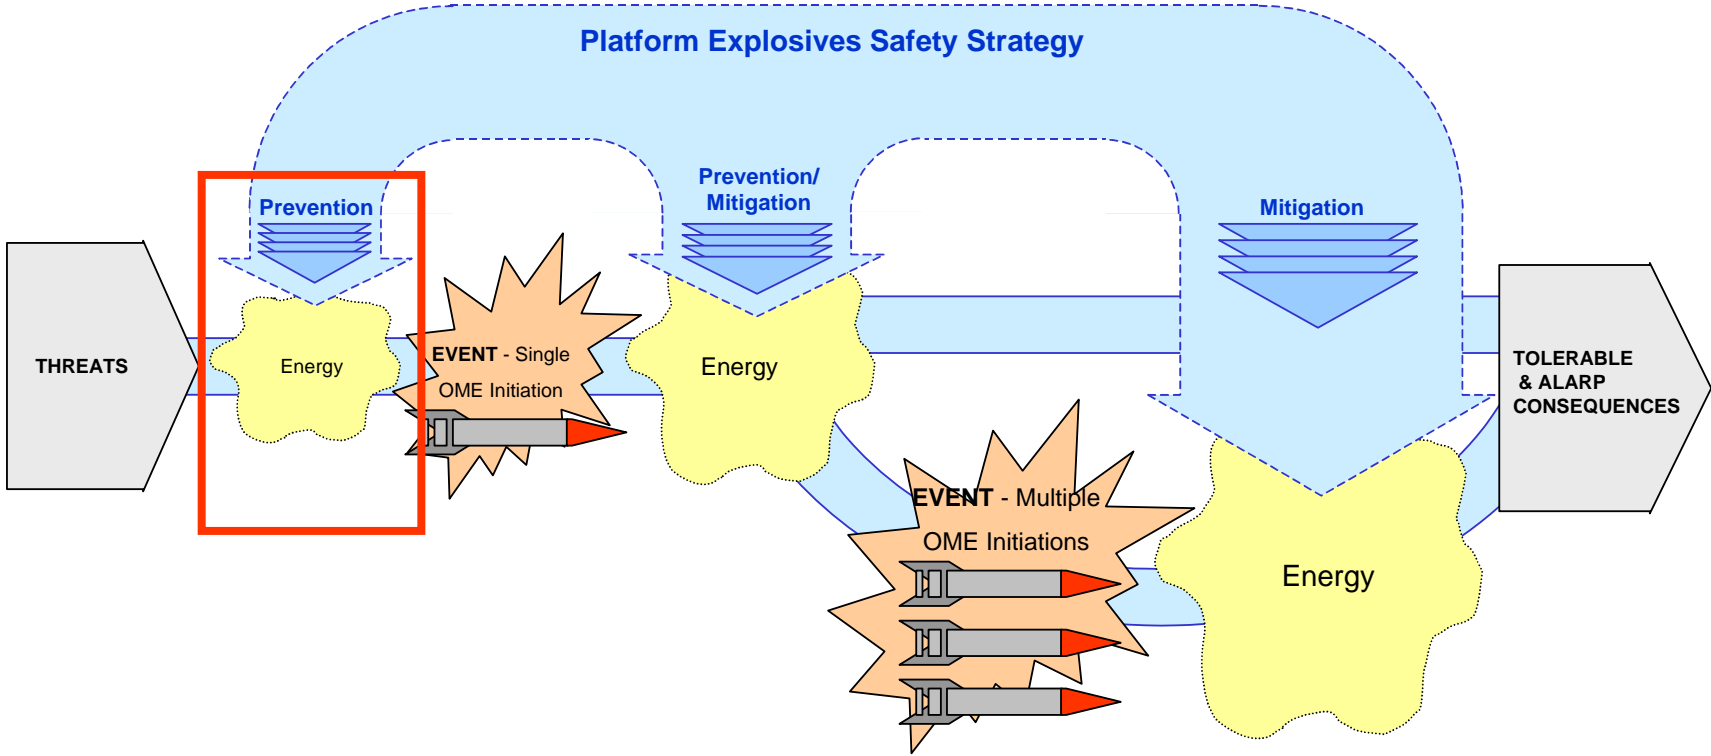 Platform Explosives Safety Strategy
Prevention/
Mitigation
Prevention
Mitigation
THREATS
Energy
EVENT - Single
OME Initiation
Energy
TOLERABLE
& ALARP
CONSEQUENCES
EVENT - Multiple
OME Initiations
Energy